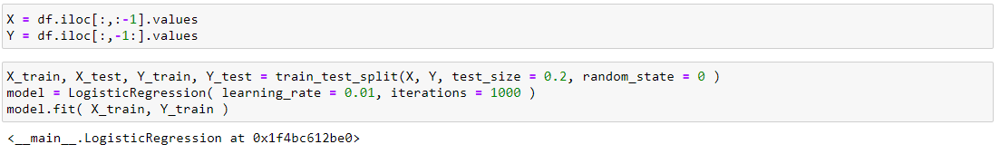 X = df.iloc[:,:-1].values
Y = df.iloc[:,-1:].values
X_train, X_test, Y_train, Y_test = train_test_split(X, Y, test_size = 0.2, random_state = 0 )
model = LogisticRegression( learning_rate = 0.01, iterations = 1000 )
model.fit( X_train, Y_train )
<__main__.LogisticRegression at 0x1f4bc612be0>